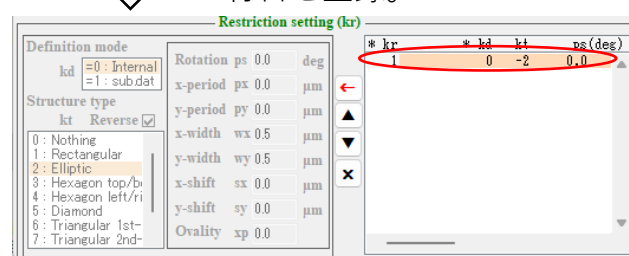 Restriction setting (kr)
Definition mode
kd =0 : Internal
=1 : sub.dat
Structure type
kt Reverse
0 : Nothing
1 : Rectangular
2 : Elliptic
3 : Hexagon top/b
4 : Hexagon left/ri
5 : Diamond
6 : Triangular 1st-
7 : Triangular 2nd-
Rotation ps 0.0 deg
x-period px 0.0 μm
y-period py 0.0 μm
x-width wx 0.5 μm
y-width wy 0.5 μm
x-shift sx 0.0 μm
y-shift sy 0.0 μm
Ovality xp 0.0
* kr * kd kt ps(deg)
1 0 -2 0.0